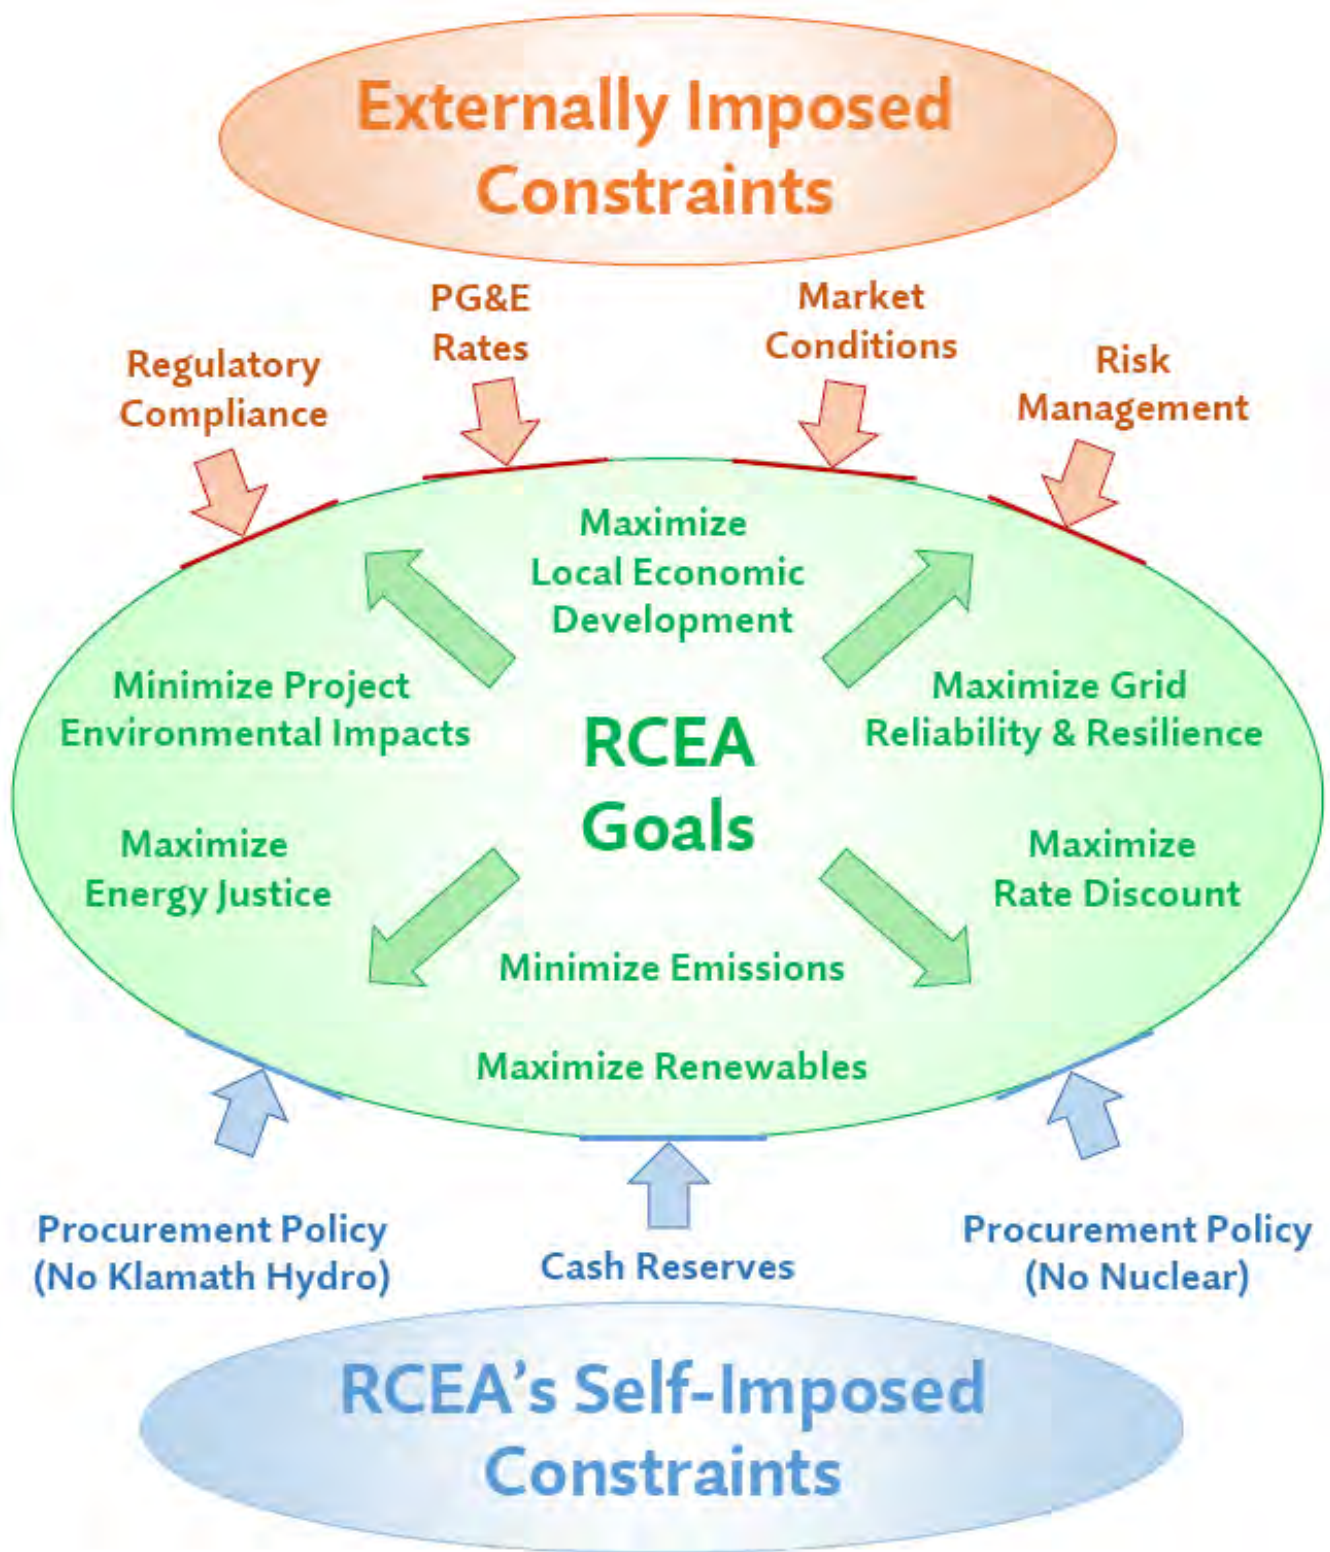 Externally Imposed
Constraints
PG&E
Rates
Market
Conditions
Regulatory
Compliance
Risk
Management
Maximize
Local Economic
Development
Minimize Project
Environmental Impacts
Maximize Grid
Reliability & Resilience
RCEA
Goals
Maximize
Energy Justice
Maximize
Rate Discount
Minimize Emissions
Maximize Renewables
Procurement Policy
(No Klamath Hydro)
Cash Reserves
Procurement Policy
(No Nuclear)
RCEA’s Self-Imposed
Constraints